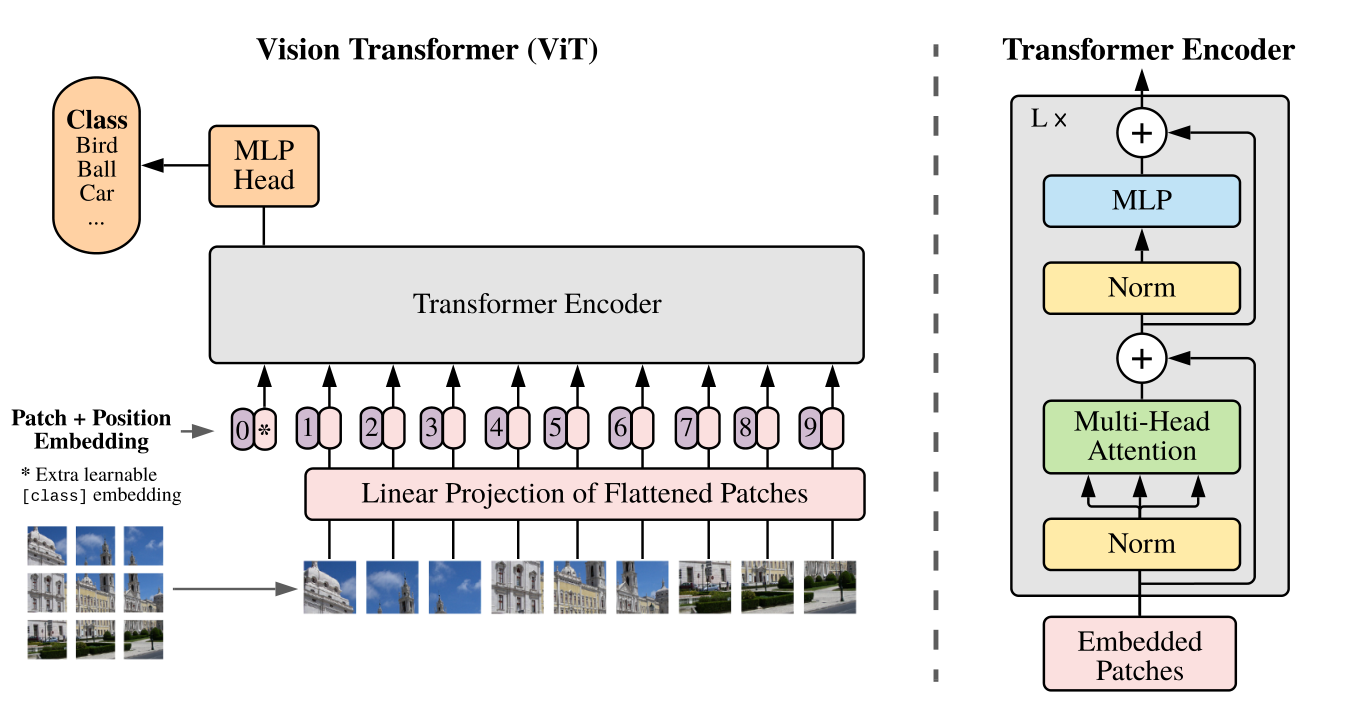 Vision Transformer (ViT)
Class
Bird
Ball
Car
...
MLP
Head
Transformer Encoder
Patch + Position
Embedding
* Extra learnable
[class] embedding
0 * 1 2 3 4 5 6 7 8 9
Linear Projection of Flattened Patches
Transformer Encoder
L ×
+
MLP
Norm
+
Multi-Head
Attention
Norm
Embedded
Patches